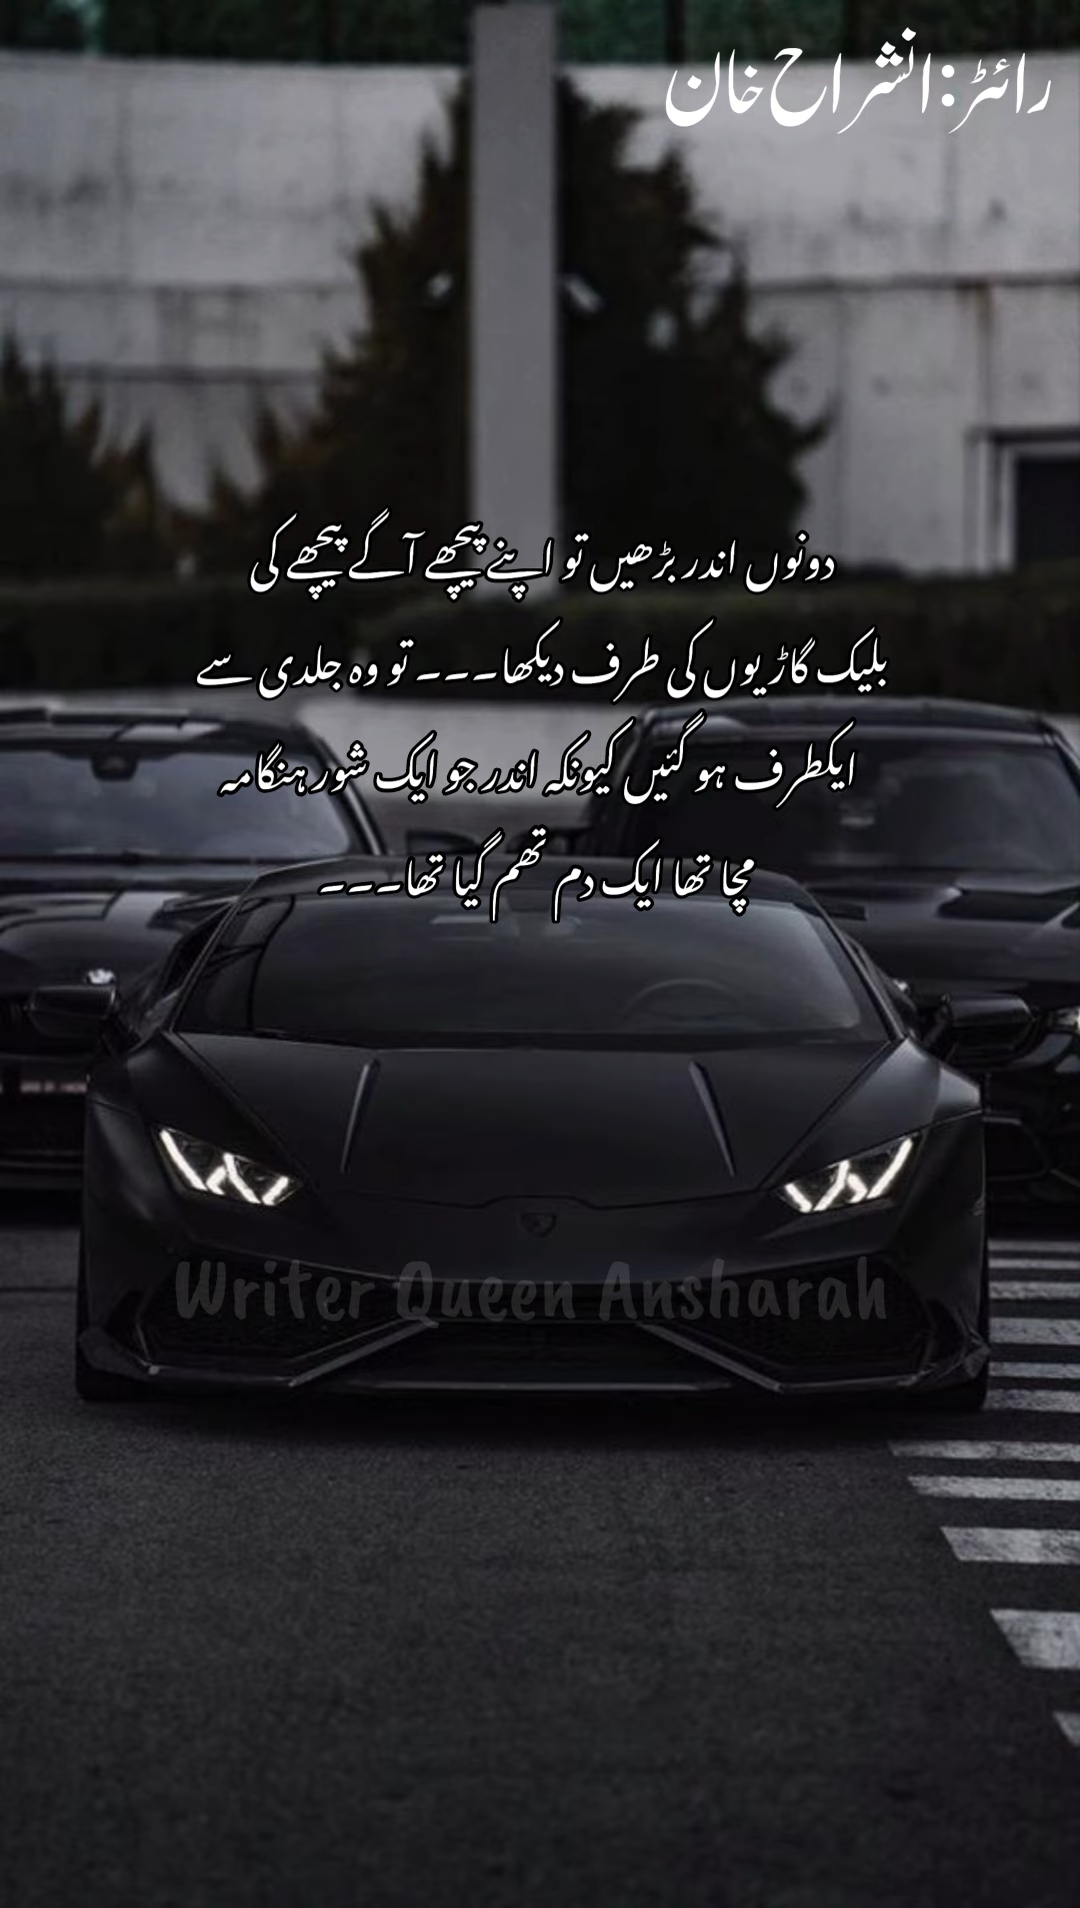 رائٹر:انشراح خان
دونوں اندر بڑھیں تو اپنے پیچھے آگے پیچھے کی
بلیک گاڑیوں کی طرف دیکھا۔۔۔ تو وہ جلدی سے
ایکطرف ہو گئیں کیونکہ اندر جو ایک شور ہنگامہ
مچا تھا ایک دم تھم گیا تھا۔۔۔
Writer Queen Ansharah